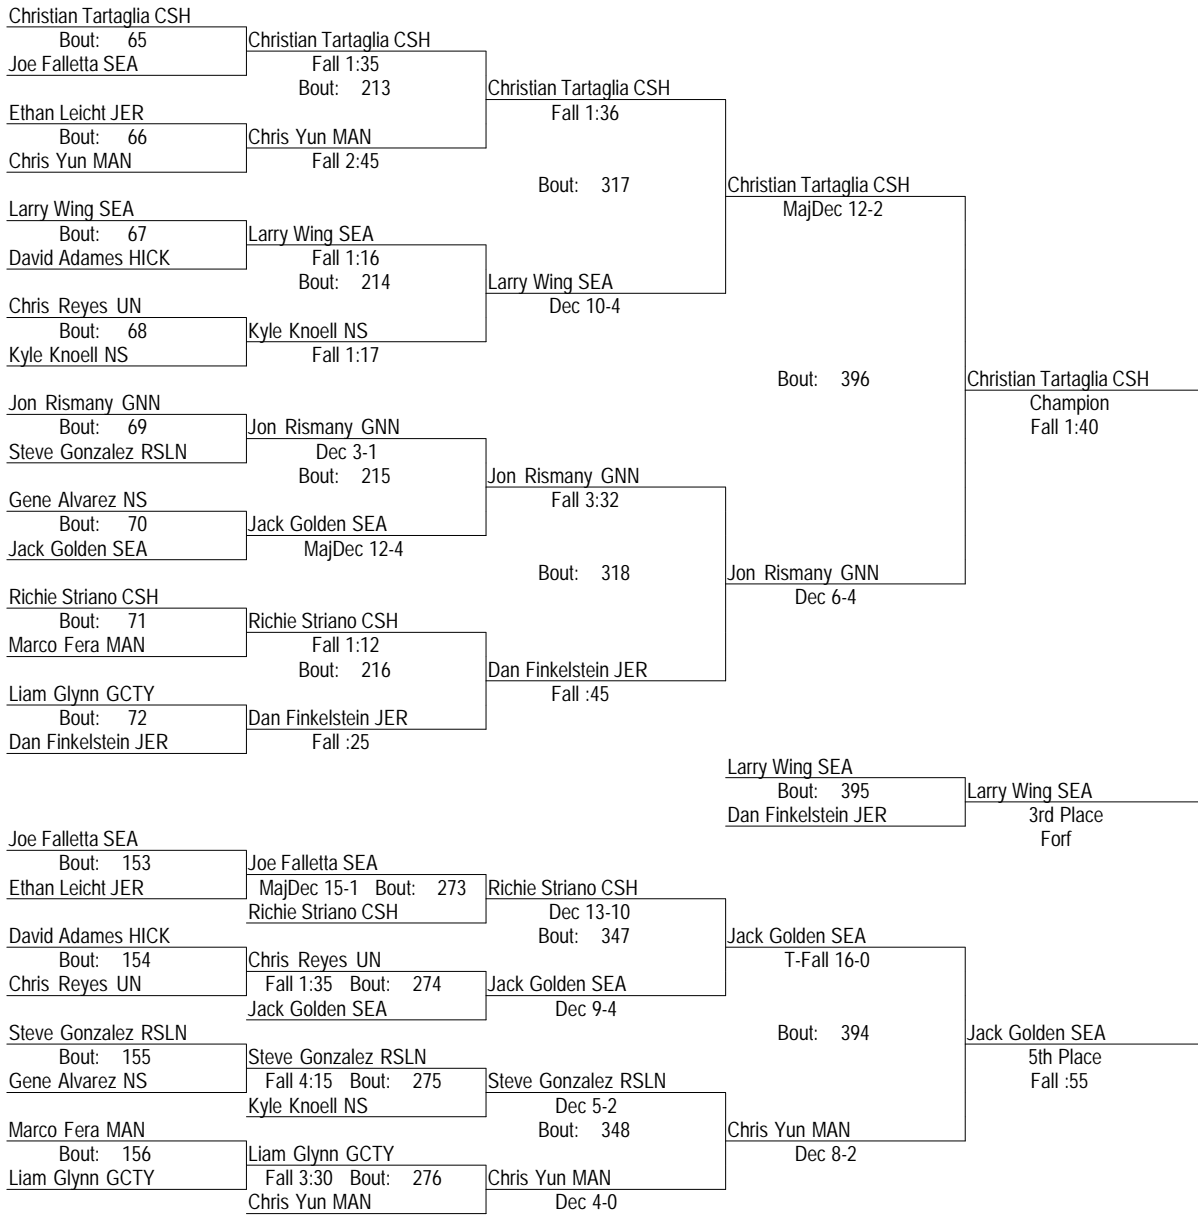 Christian Tartaglia CSH
Bout: 65
Joe Falletta SEA
Christian Tartaglia CSH
Fall 1:35
Bout: 213
Ethan Leicht JER
Bout: 66
Chris Yun MAN
Chris Yun MAN
Fall 2:45
Christian Tartaglia CSH
Fall 1:36
Bout: 317
Larry Wing SEA
Bout: 67
David Adames HICK
Larry Wing SEA
Fall 1:16
Bout: 214
Chris Reyes UN
Bout: 68
Kyle Knoell NS
Kyle Knoell NS
Fall 1:17
Larry Wing SEA
Dec 10-4
Christian Tartaglia CSH
MajDec 12-2
Bout: 396
Jon Rismany GNN
Bout: 69
Steve Gonzalez RSLN
Jon Rismany GNN
Dec 3-1
Bout: 215
Gene Alvarez NS
Bout: 70
Jack Golden SEA
Jack Golden SEA
MajDec 12-4
Jon Rismany GNN
Fall 3:32
Bout: 318
Richie Striano CSH
Bout: 71
Marco Fera MAN
Richie Striano CSH
Fall 1:12
Bout: 216
Liam Glynn GCTY
Bout: 72
Dan Finkelstein JER
Dan Finkelstein JER
Fall :25
Dan Finkelstein JER
Fall :45
Jon Rismany GNN
Dec 6-4
Christian Tartaglia CSH
Champion
Fall 1:40
Larry Wing SEA
Bout: 395
Dan Finkelstein JER
Larry Wing SEA
3rd Place
Forf
Joe Falletta SEA
Bout: 153
Ethan Leicht JER
Joe Falletta SEA
MajDec 15-1 Bout: 273
Richie Striano CSH
Richie Striano CSH
Dec 13-10
Bout: 347
David Adames HICK
Bout: 154
Chris Reyes UN
Chris Reyes UN
Fall 1:35 Bout: 274
Jack Golden SEA
Jack Golden SEA
Dec 9-4
Jack Golden SEA
T-Fall 16-0
Bout: 394
Steve Gonzalez RSLN
Bout: 155
Gene Alvarez NS
Steve Gonzalez RSLN
Fall 4:15 Bout: 275
Kyle Knoell NS
Steve Gonzalez RSLN
Dec 5-2
Bout: 348
Marco Fera MAN
Bout: 156
Liam Glynn GCTY
Liam Glynn GCTY
Fall 3:30 Bout: 276
Chris Yun MAN
Chris Yun MAN
Dec 4-0
Chris Yun MAN
Dec 8-2
Jack Golden SEA
5th Place
Fall :55